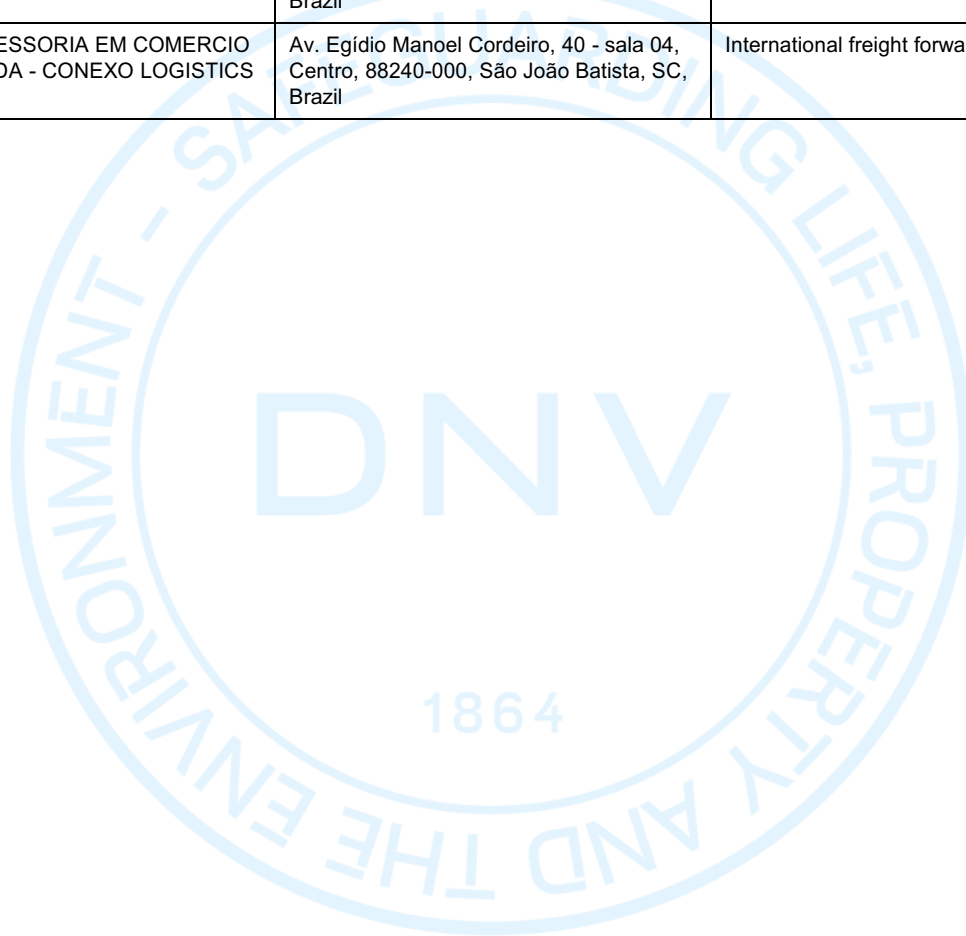 Brazil
ESSORIA EM COMERCIO
DA - CONEXO LOGISTICS
Av. Egídio Manoel Cordeiro, 40 - sala 04,
Centro, 88240-000, São João Batista, SC,
Brazil
International freight forwa
SAFEGUARDING LIFE, PROPERTY AND THE ENVIRONMENT -
DNV
1864